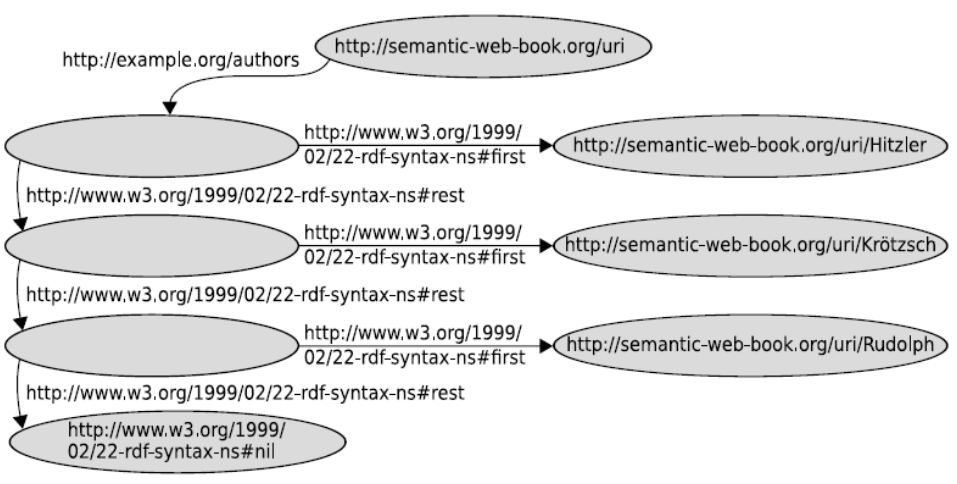 http://semantic-web-book.org/uri
http://example.org/authors
http://www.w3.org/1999/
02/22-rdf-syntax-ns#first
http://semantic-web-book.org/uri/Hitzler
http://www.w3.org/1999/02/22-rdf-syntax-ns#rest
http://www.w3.org/1999/
02/22-rdf-syntax-ns#first
http://semantic-web-book.org/uri/Krötzsch
http://www.w3.org/1999/02/22-rdf-syntax-ns#rest
http://www.w3.org/1999/
02/22-rdf-syntax-ns#first
http://semantic-web-book.org/uri/Rudolph
http://www.w3.org/1999/02/22-rdf-syntax-ns#rest
http://www.w3.org/1999/
02/22-rdf-syntax-ns#nil